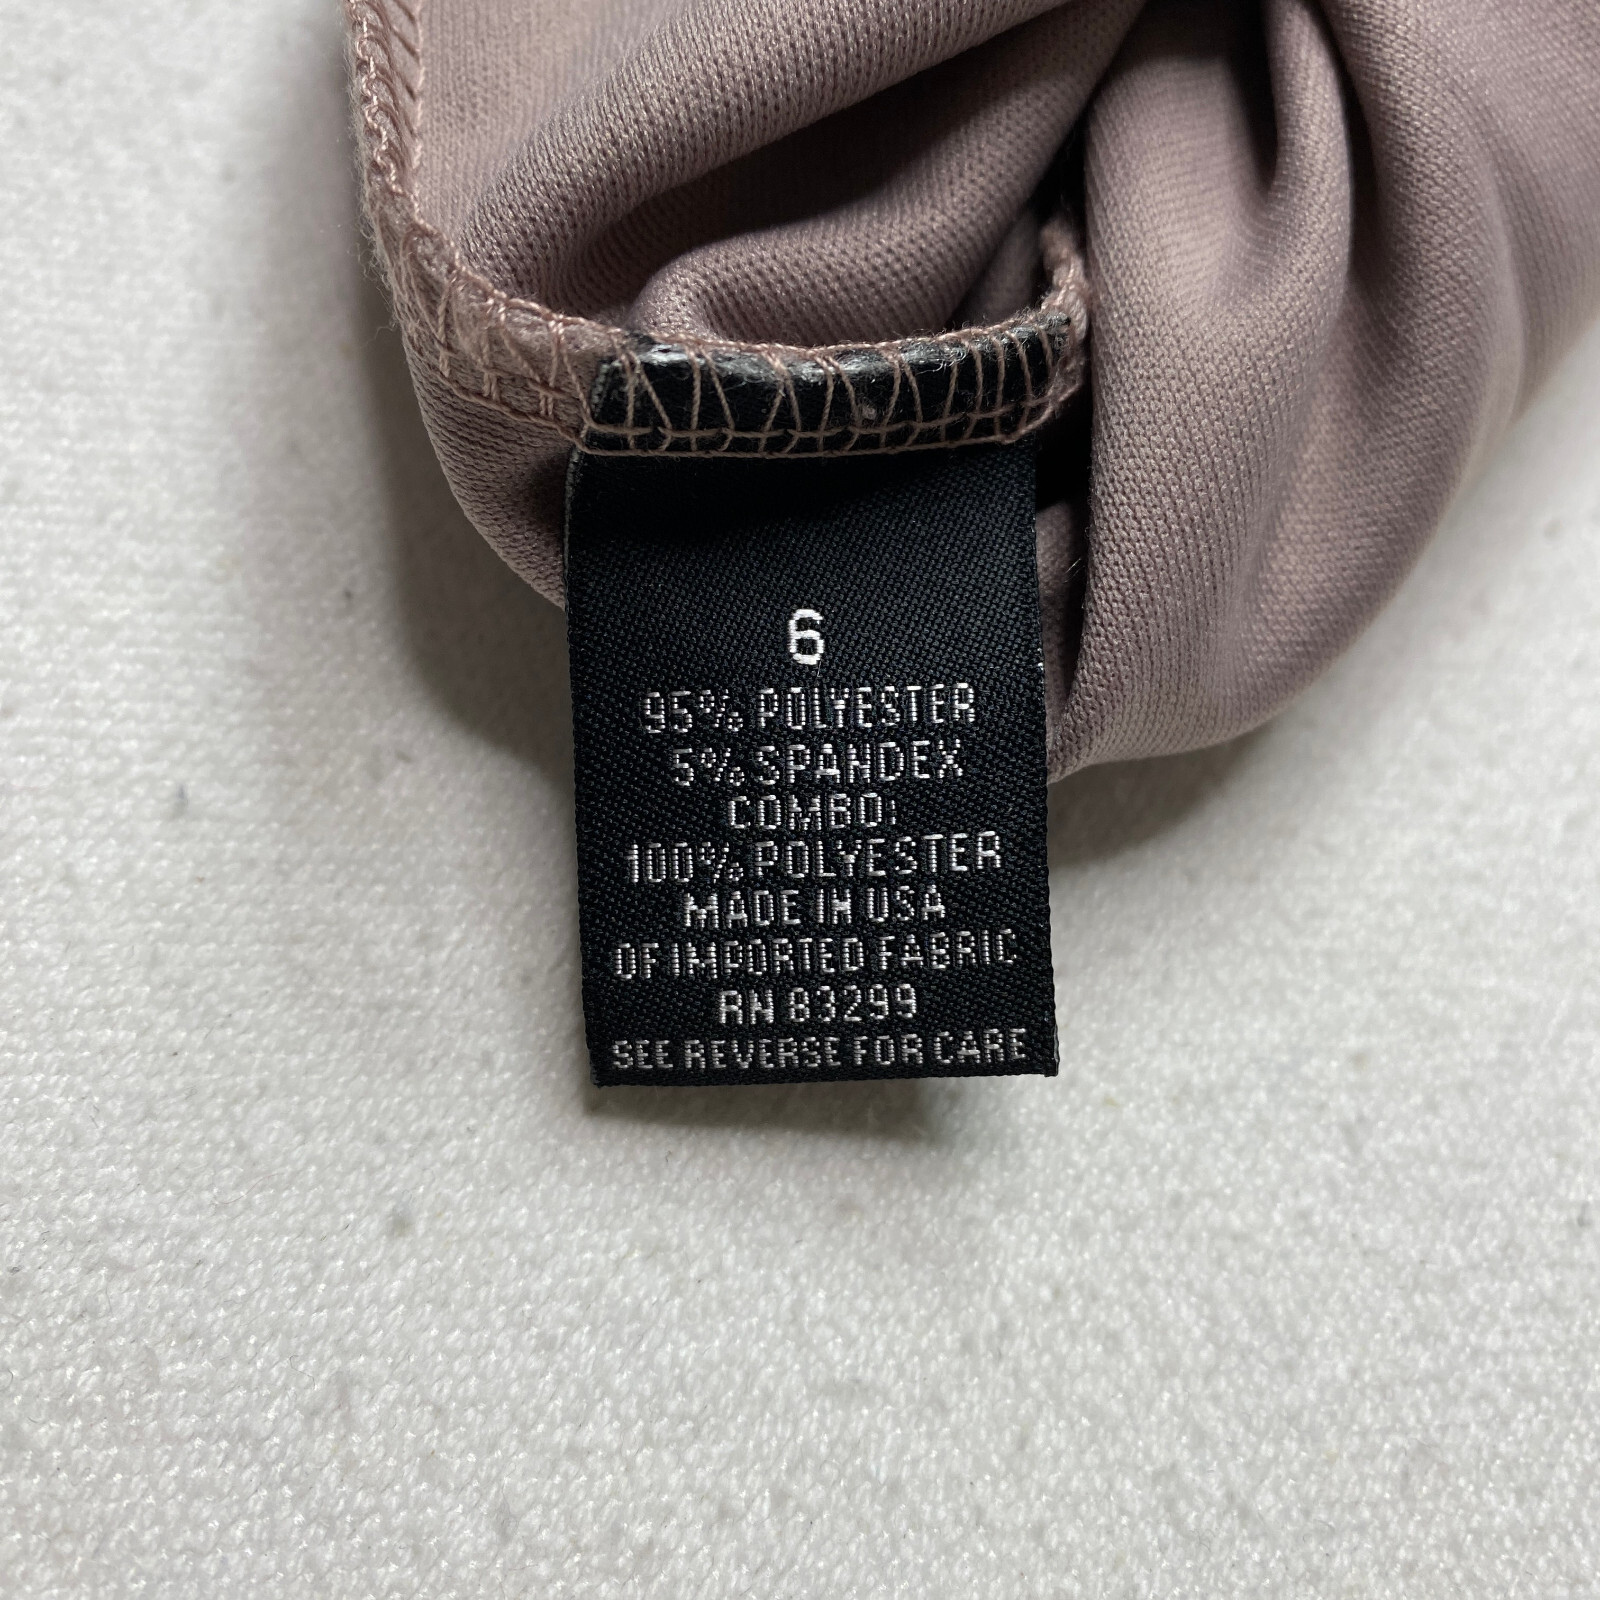 6
95% POLYESTER
5% SPANDEX
COMBO:
100% POLYESTER
MADE IN USA
OF IMPORTED FABRIC
RN 83299
SEE REVERSE FOR CARE